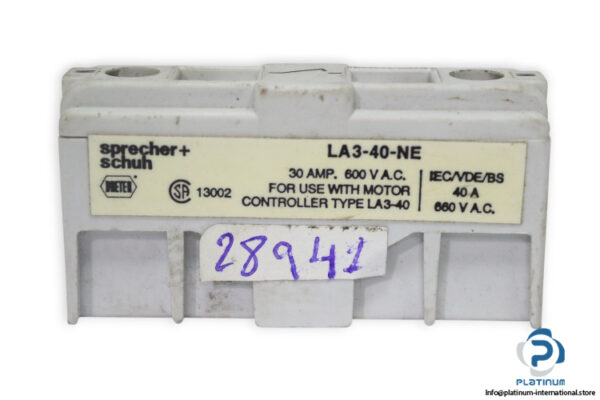 sprecher+
schuh
LA3-40-NE
30 AMP. 600 V A.C.
FOR USE WITH MOTOR
CONTROLLER TYPE LA3-40
IEC/VDE/BS
40 A
660 V A.C.
SA 13002
28941
PLATINUM
Info@platinum-international.store